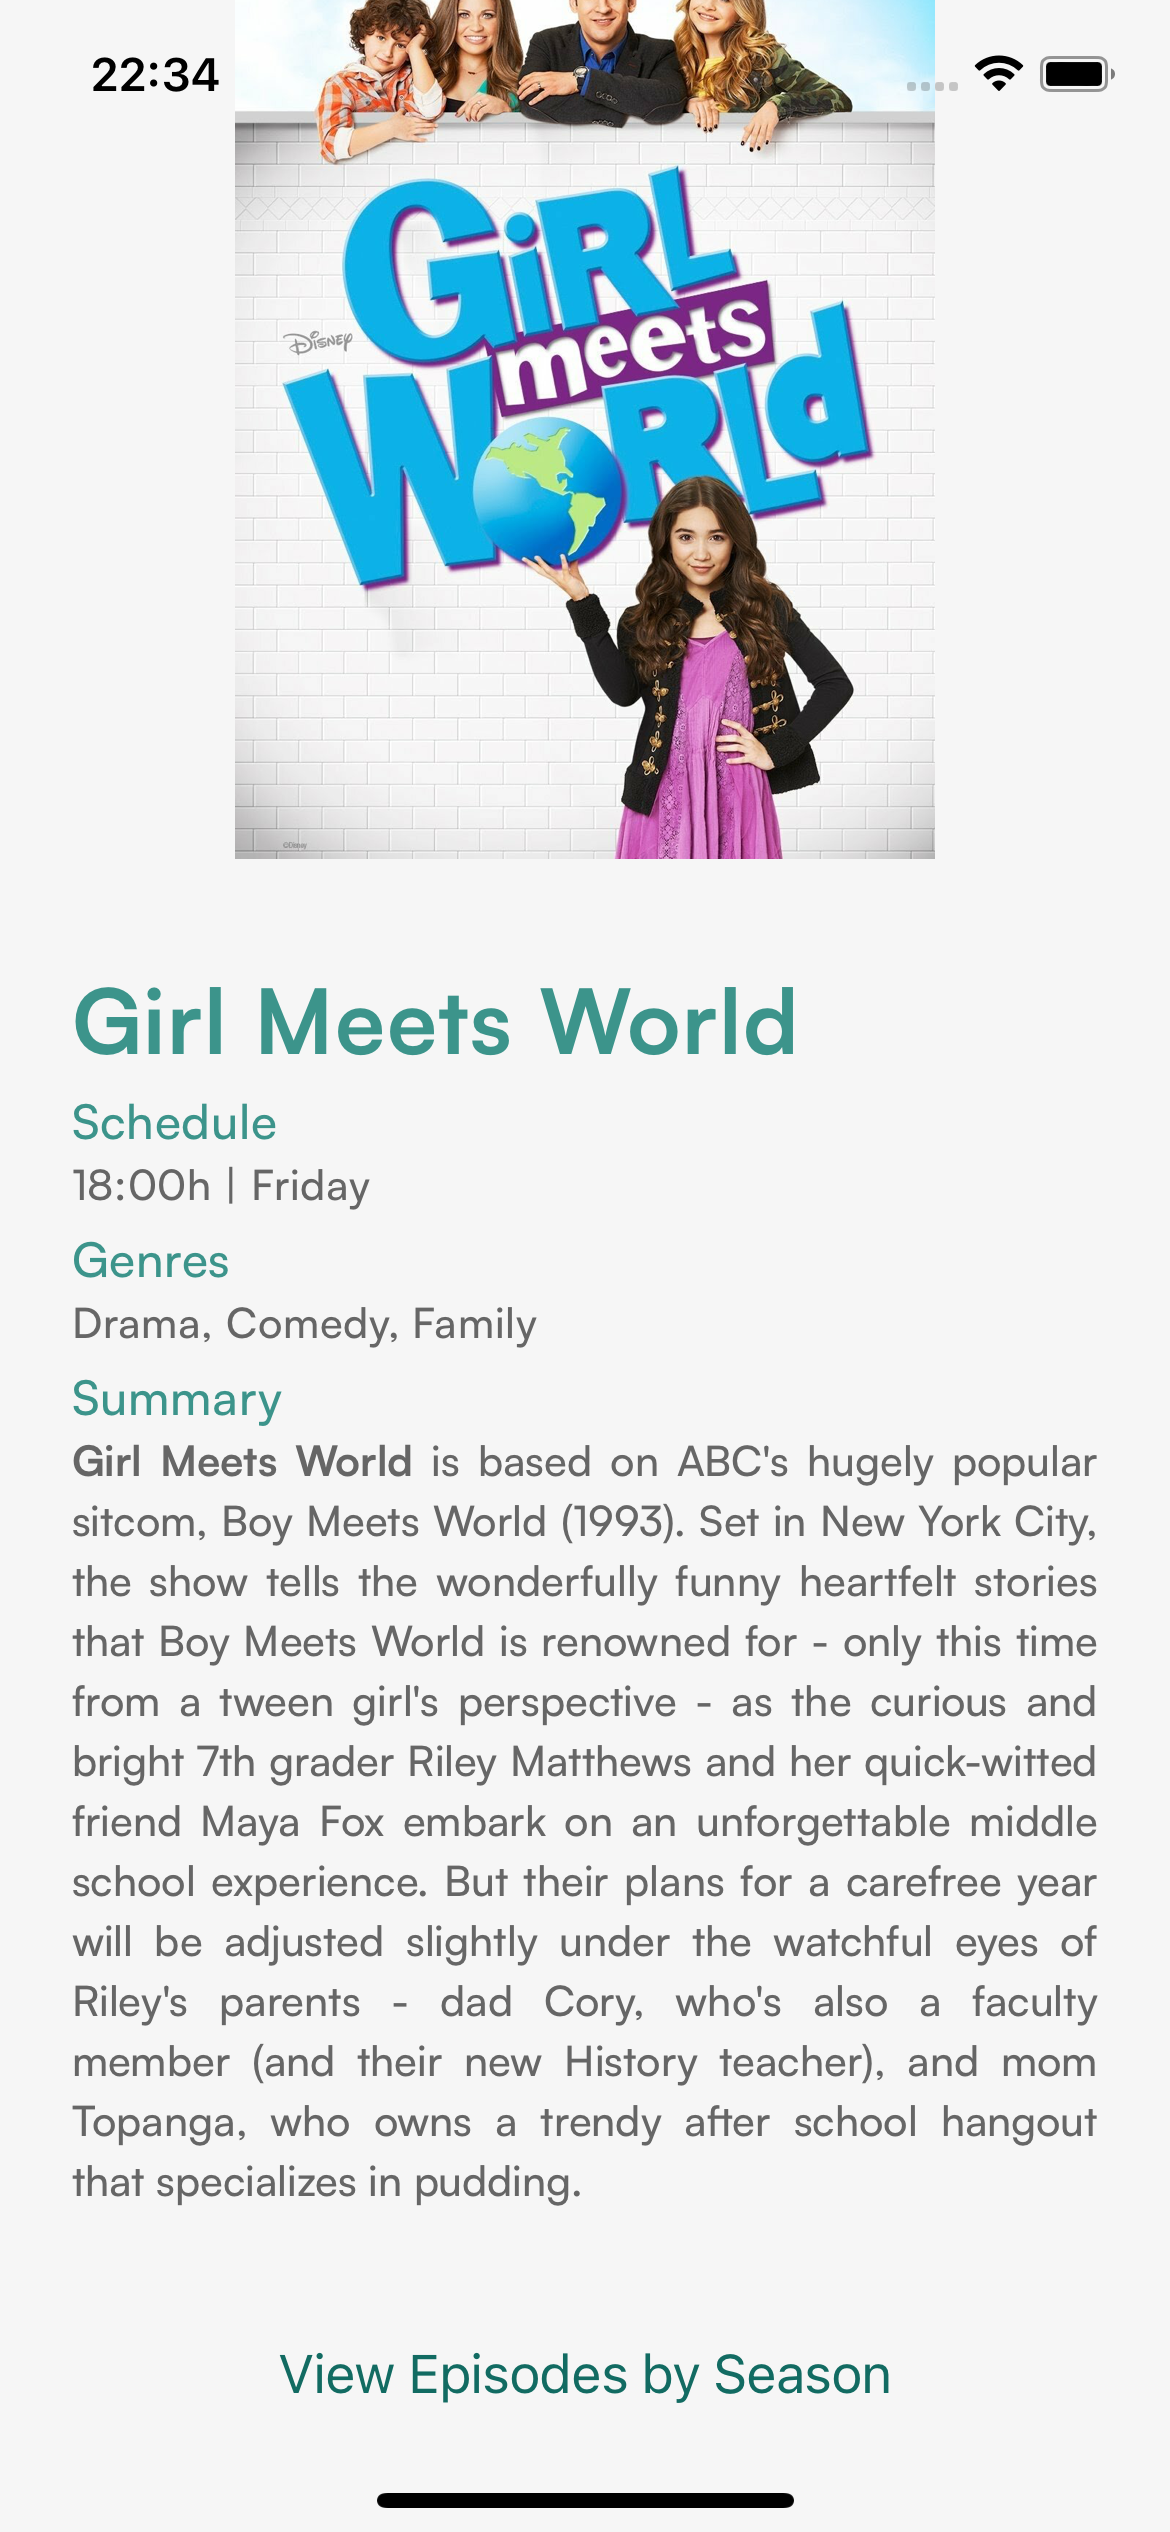 22:34
GiRL
meets
Disney
WORLd
©Disney
Girl Meets World
Schedule
18:00h | Friday
Genres
Drama, Comedy, Family
Summary
Girl Meets World is based on ABC's hugely popular
sitcom, Boy Meets World (1993). Set in New York City,
the show tells the wonderfully funny heartfelt stories
that Boy Meets World is renowned for - only this time
from a tween girl's perspective - as the curious and
bright 7th grader Riley Matthews and her quick-witted
friend Maya Fox embark on an unforgettable middle
school experience. But their plans for a carefree year
will be adjusted slightly under the watchful eyes of
Riley's parents - dad Cory, who's also a faculty
member (and their new History teacher), and mom
Topanga, who owns a trendy after school hangout
that specializes in pudding.
View Episodes by Season